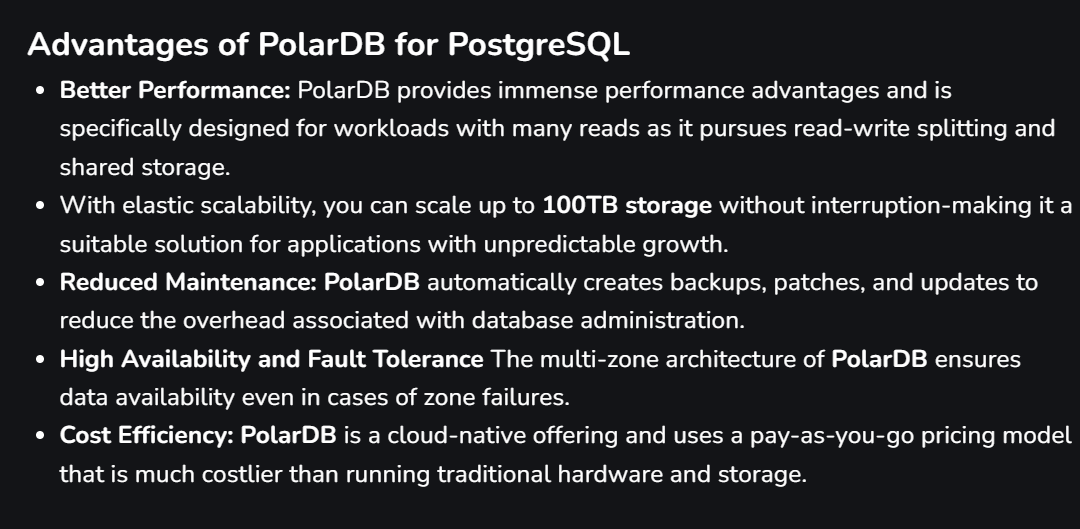 Advantages of PolarDB for PostgreSQL
• Better Performance: PolarDB provides immense performance advantages and is
specifically designed for workloads with many reads as it pursues read-write splitting and
shared storage.
• With elastic scalability, you can scale up to 100TB storage without interruption-making it a
suitable solution for applications with unpredictable growth.
• Reduced Maintenance: PolarDB automatically creates backups, patches, and updates to
reduce the overhead associated with database administration.
• High Availability and Fault Tolerance The multi-zone architecture of PolarDB ensures
data availability even in cases of zone failures.
• Cost Efficiency: PolarDB is a cloud-native offering and uses a pay-as-you-go pricing model
that is much costlier than running traditional hardware and storage.